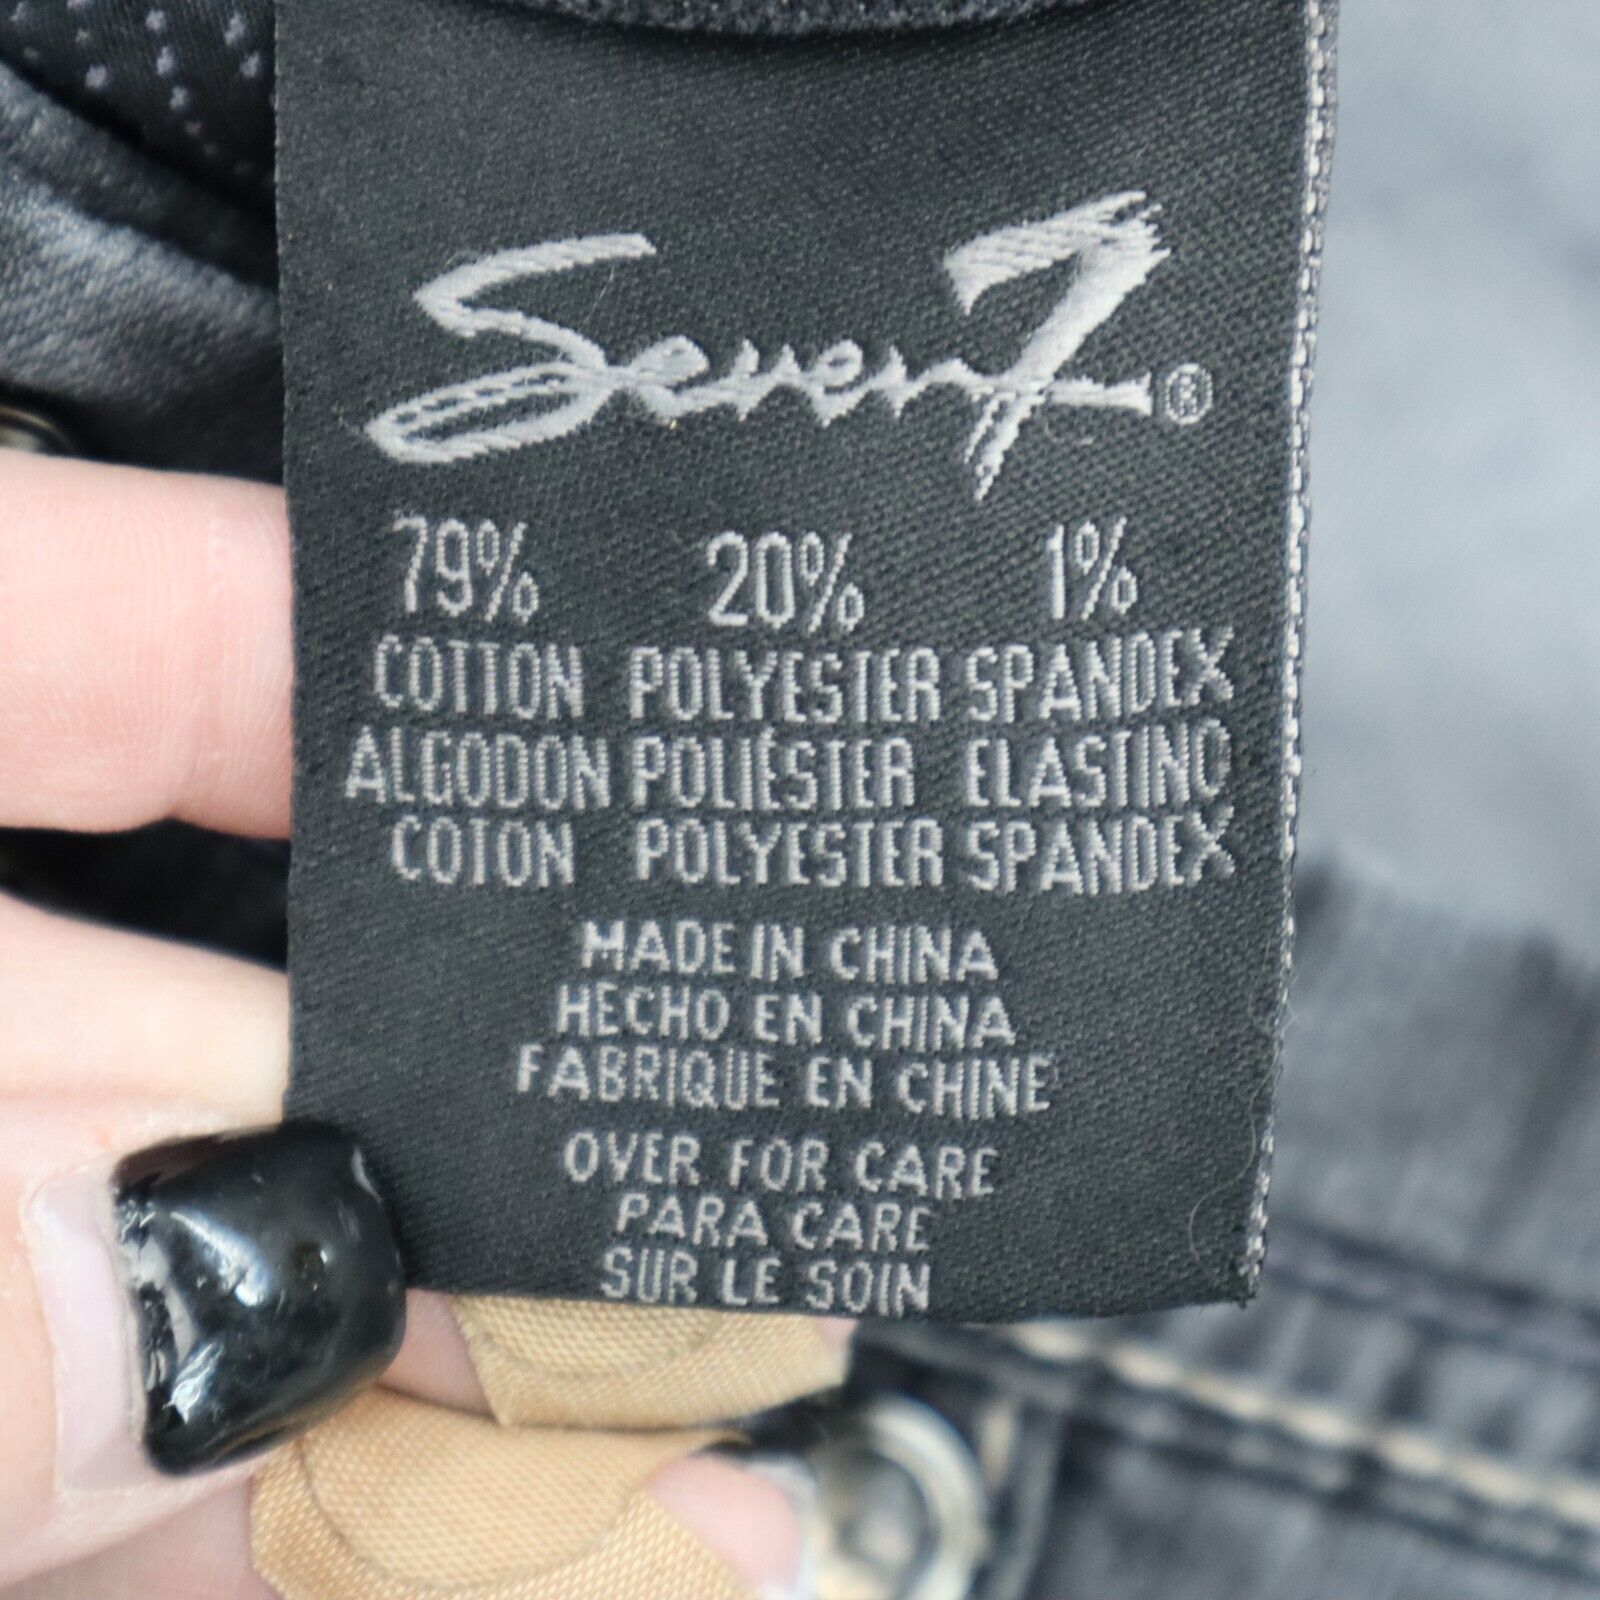 Seven7®
79% 20% 1%
COTTON POLYESTER SPANDEX
ALGODON POLIÉSTER ELASTINO
COTON POLYESTER SPANDEX
MADE IN CHINA
HECHO EN CHINA
FABRIQUE EN CHINE
OVER FOR CARE
PARA CARE
SUR LE SOIN